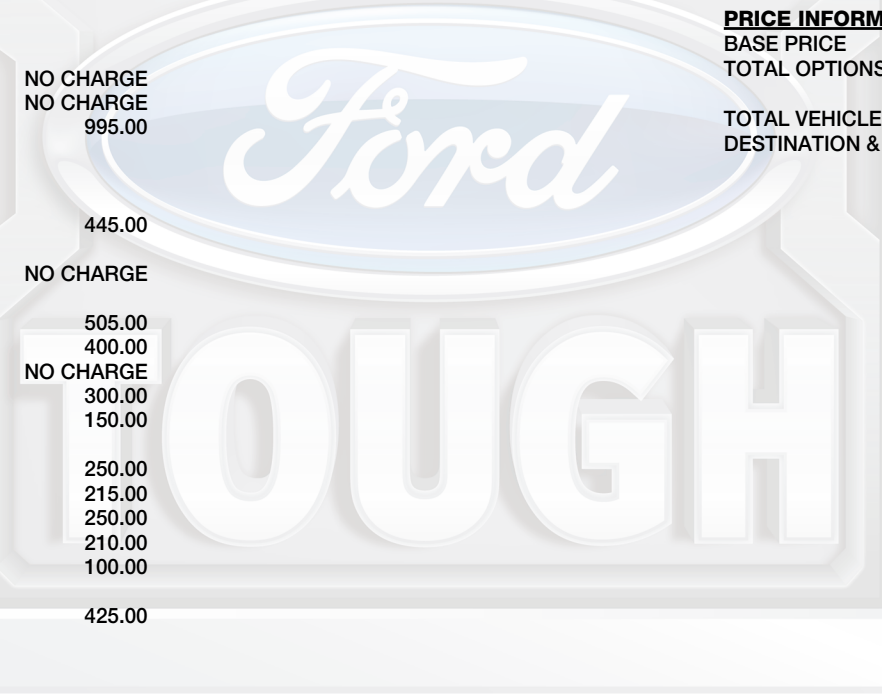 PRICE INFORM
BASE PRICE
TOTAL OPTIONS
TOTAL VEHICLE
DESTINATION &
NO CHARGE
NO CHARGE
995.00
445.00
NO CHARGE
505.00
400.00
NO CHARGE
300.00
150.00
250.00
215.00
250.00
210.00
100.00
425.00
Ford
TOUGH